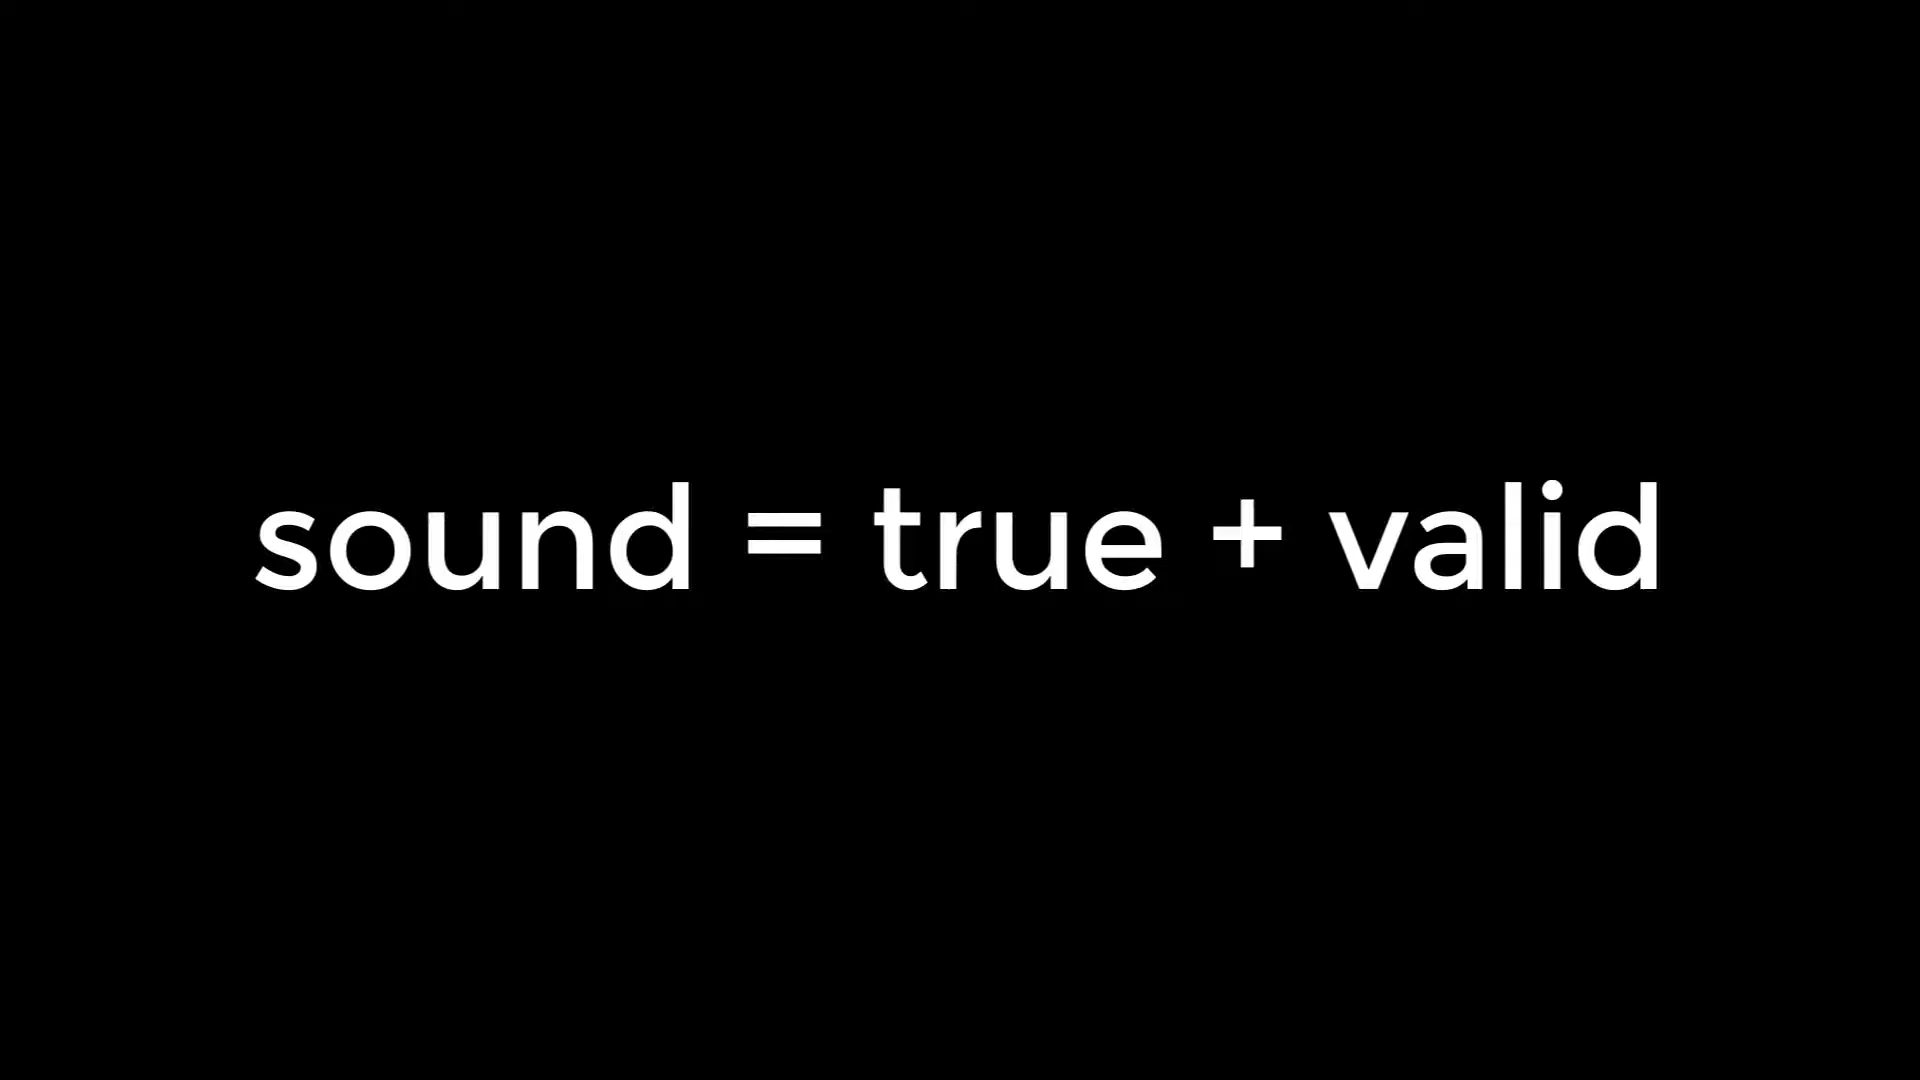 sound = true + valid